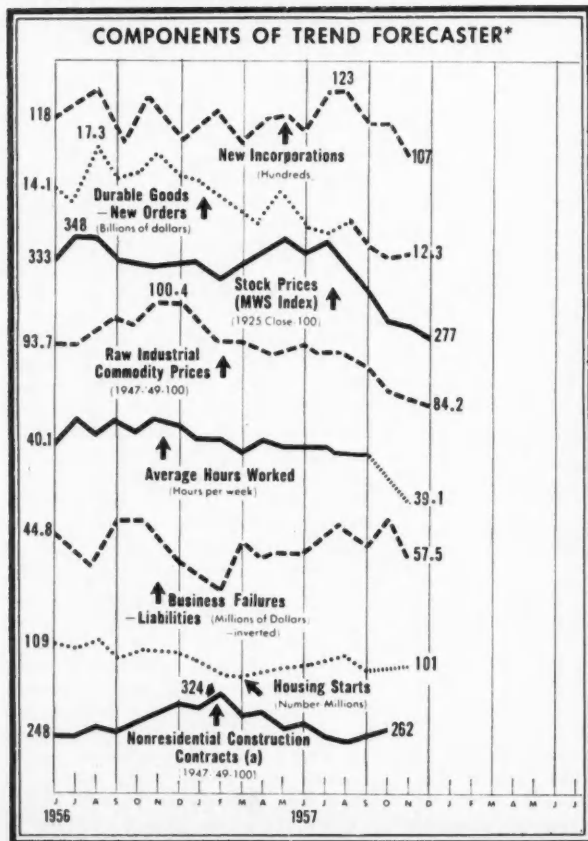 COMPONENTS OF TREND FORECASTER*
123
118
New Incorporations
(Hundreds)
107
17.3
14.1
Durable Goods
—New Orders
(Billions of dollars)
12.3
348
333
Stock Prices
(MWS Index)
(1925 Close-100)
277
100.4
93.7
Raw Industrial
Commodity Prices
(1947-'49-100)
84.2
40.1
Average Hours Worked
(Hours per week)
39.1
44.8
57.5
Business Failures
—Liabilities (Millions of Dollars)
—inverted)
109
101
Housing Starts
(Number Millions)
324
248
262
Nonresidential Construction
Contracts (a)
(1947-'49-100)
J J A S O N D J F M A M J J A S O N D J F M A M J J
1956 1957